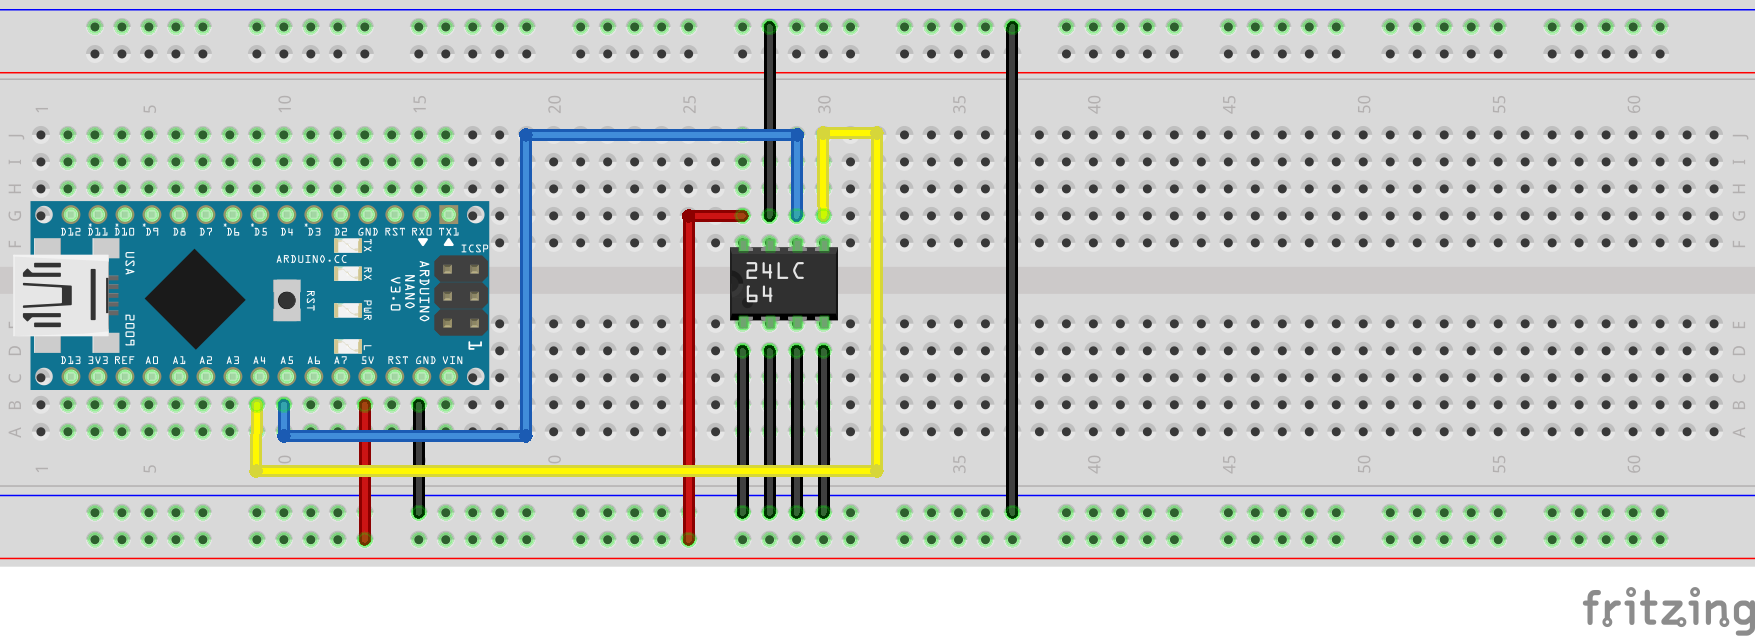 1 5 10 15 20 25 30 35 40 45 50 55 60
J J
I I
H H
G G
F F
D12 D11 D10 D9 D8 D7 D6 D5 D4 D3 D2 GND RST RX0 TX1
TX
ICSP
USA
ARDUINO.CC
RX
ARDUINO
NANO
V3.0
RST
PWR
2009
L
1
24LC
64
D13 3V3 REF A0 A1 A2 A3 A4 A5 A6 A7 5V RST GND VIN
E
D D
C C
B B
A A
1 5 0 0 35 40 45 50 55 60
fritzing